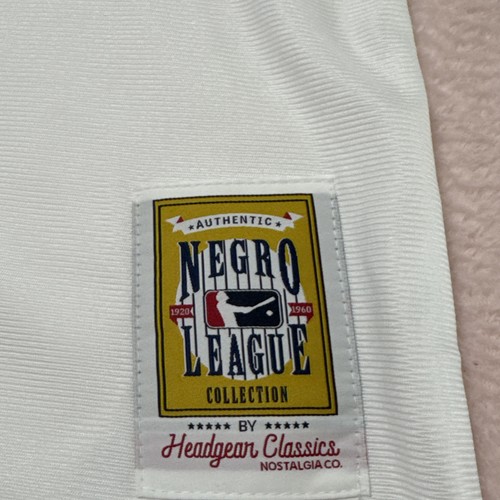 AUTHENTIC
NEGRO
1920 1960
LEAGUE
COLLECTION
BY
Headgear Classics
NOSTALGIA CO.